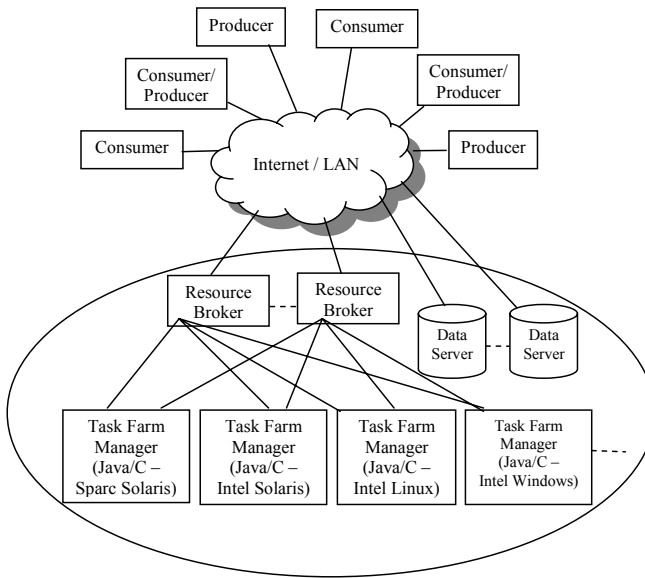 Producer
Consumer
Consumer/
Producer
Consumer/
Producer
Consumer
Producer
Internet / LAN
Resource
Broker
Resource
Broker
Data
Server
Data
Server
Task Farm
Manager
(Java/C –
Sparc Solaris)
Task Farm
Manager
(Java/C –
Intel Solaris)
Task Farm
Manager
(Java/C –
Intel Linux)
Task Farm
Manager
(Java/C –
Intel Windows)